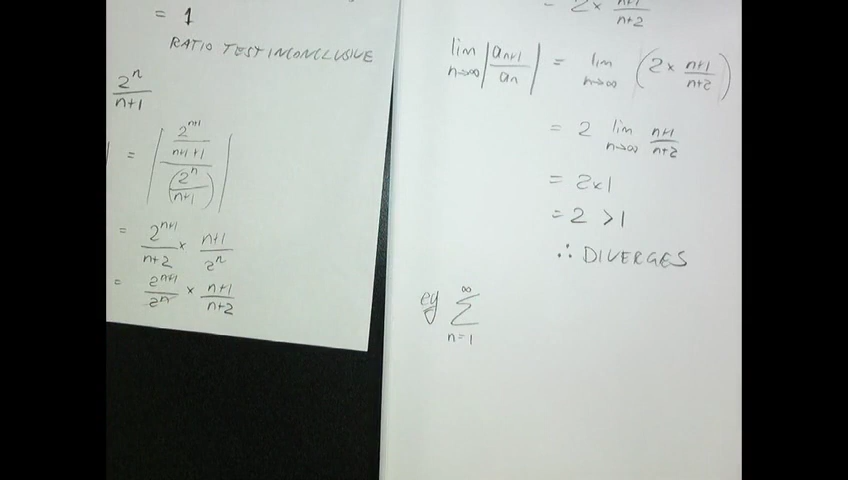 = 1
RATIO TEST INCONCLUSIVE
2^n/(n+1)
| = | (2^{n+1}/(n+1+1)) / (2^n/(n+1)) |
= 2^{n+1}/(n+2) × (n+1)/2^n
= 2^{n+1}/2^n × (n+1)/(n+2)
= 2 × (n+1)/(n+2)
lim n→∞ | a_{n+1}/a_n | = lim n→∞ (2 × (n+1)/(n+2))
= 2 lim n→∞ (n+1)/(n+2)
= 2×1
= 2 >1
∴ DIVERGES
eg ∑ n=1 ∞